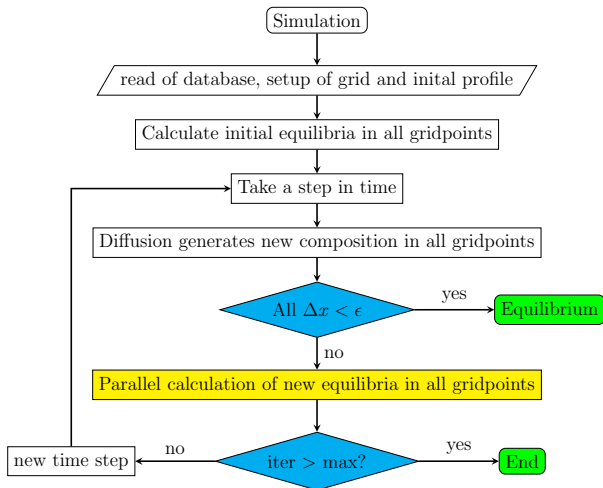 Simulation
read of database, setup of grid and inital profile
Calculate initial equilibria in all gridpoints
Take a step in time
Diffusion generates new composition in all gridpoints
All Δx < ϵ
yes
Equilibrium
no
Parallel calculation of new equilibria in all gridpoints
new time step
no
iter > max?
yes
End